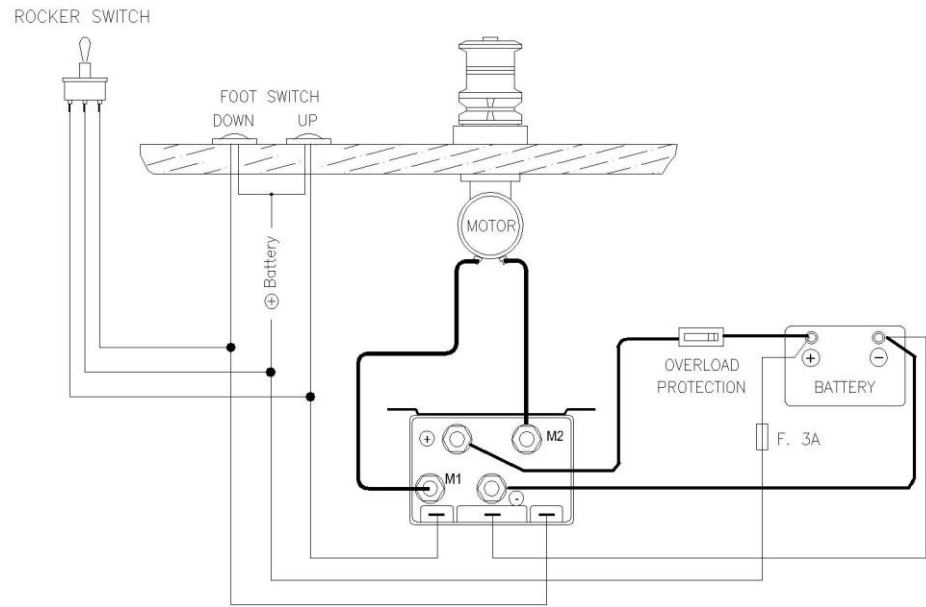 ROCKER SWITCH
FOOT SWITCH
DOWN UP
MOTOR
⊕ Battery
OVERLOAD
PROTECTION
⊕ ⊖
BATTERY
F. 3A
⊕ M2
M1
⊖